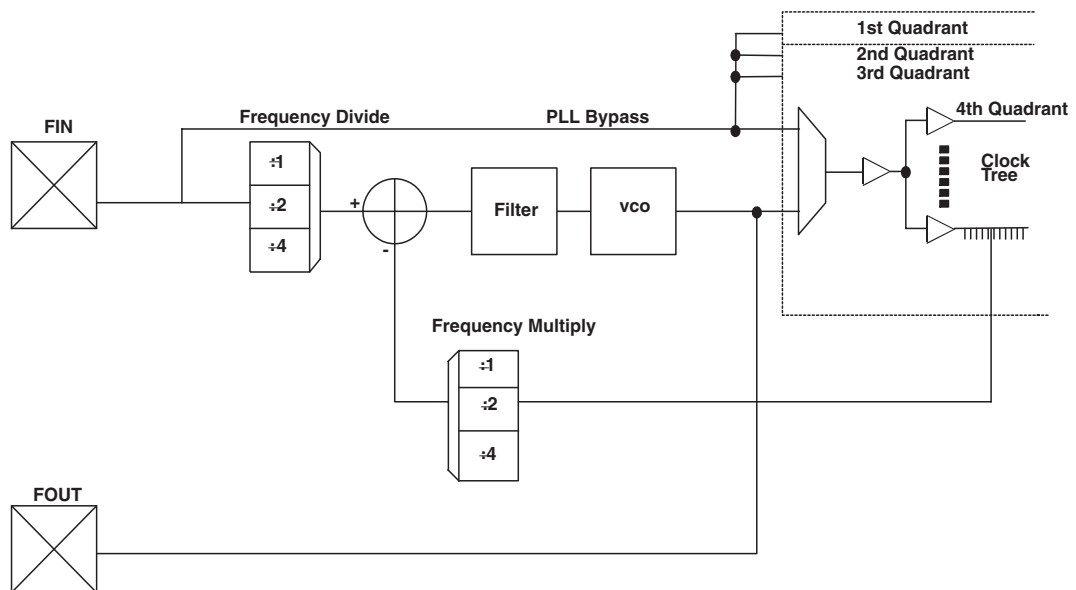 1st Quadrant
2nd Quadrant
3rd Quadrant
4th Quadrant
FIN
Frequency Divide
PLL Bypass
Clock
Tree
÷1
÷2
÷4
+
-
Filter
vco
Frequency Multiply
÷1
÷2
÷4
FOUT